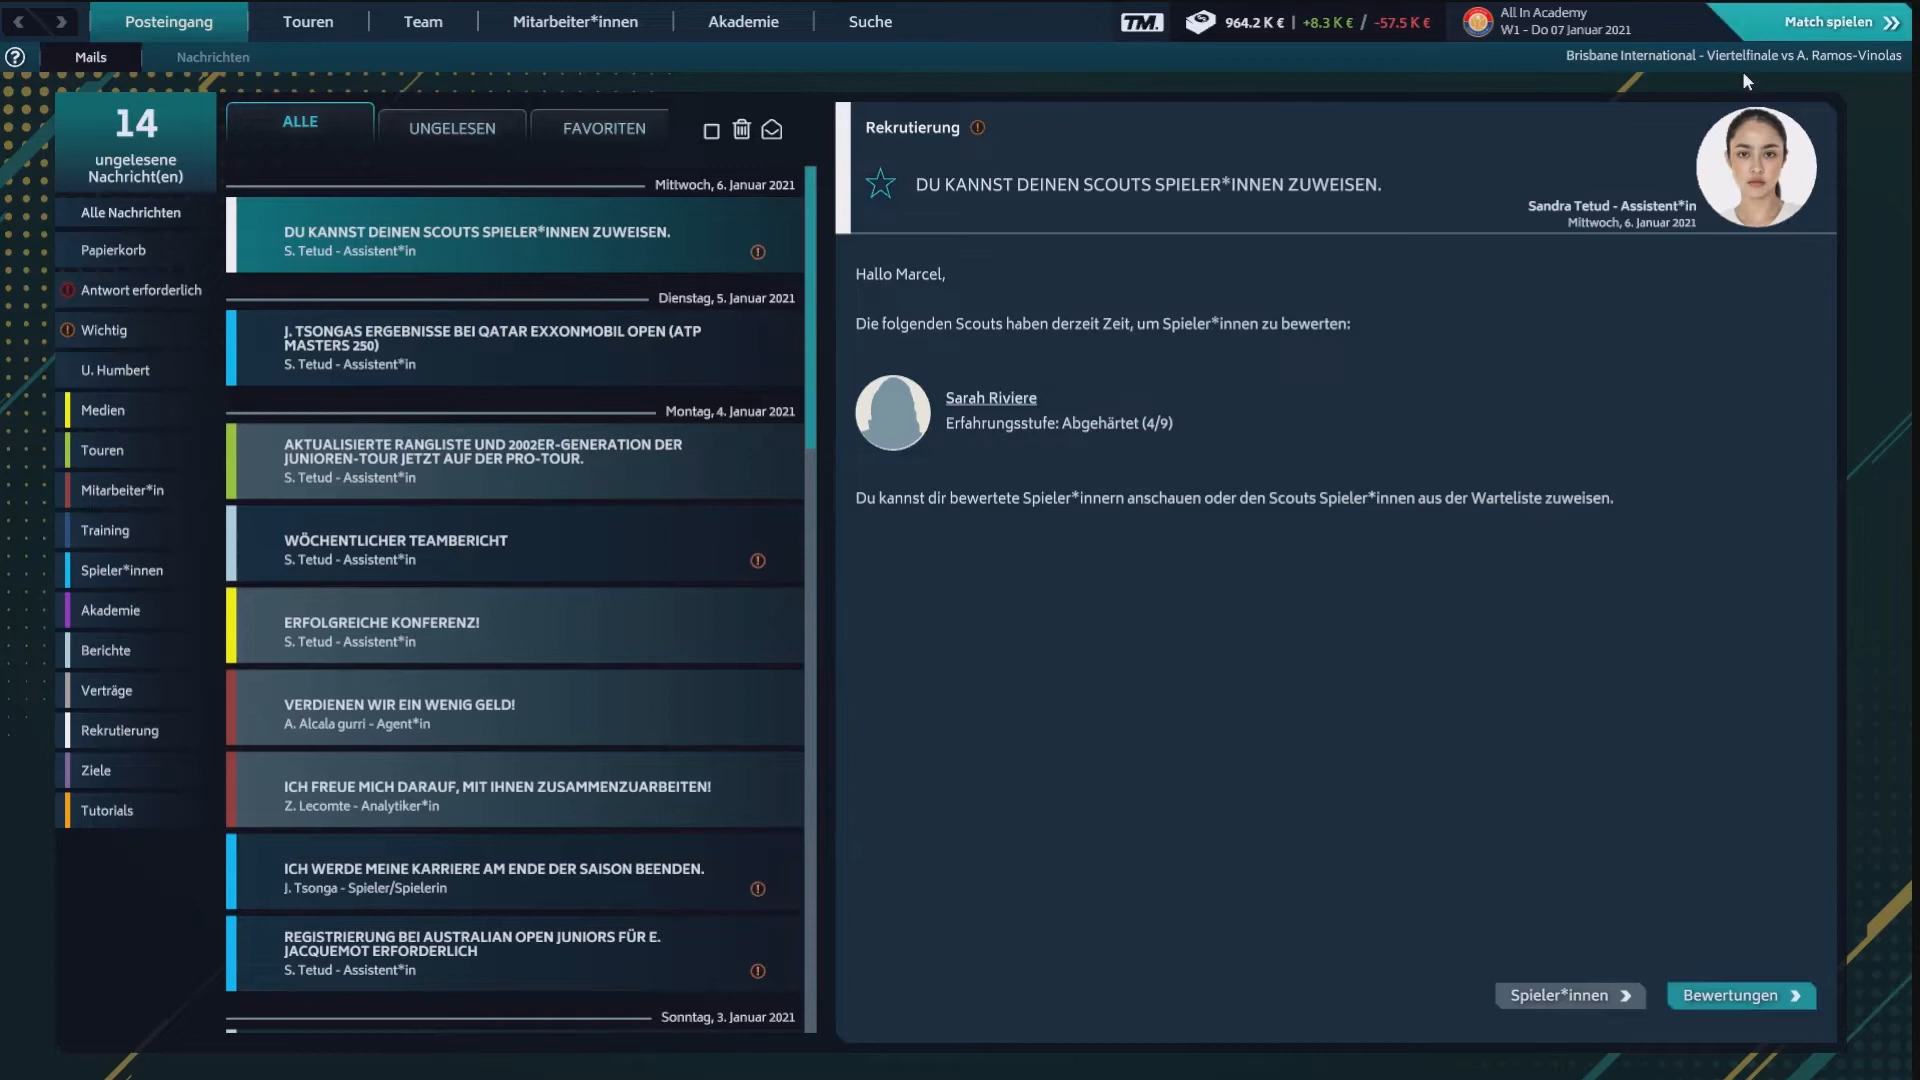 Posteingang
Touren
Team
Mitarbeiter*innen
Akademie
Suche
TM.
964.2 K € | +8.3 K € / -57.5 K €
All In Academy
W1 - Do 07 Januar 2021
Match spielen
Mails
Nachrichten
Brisbane International - Viertelfinale vs A. Ramos-Vinolas
14
ungelesene
Nachricht(en)
Alle Nachrichten
Papierkorb
Antwort erforderlich
Wichtig
U. Humbert
Medien
Touren
Mitarbeiter*in
Training
Spieler*innen
Akademie
Berichte
Verträge
Rekrutierung
Ziele
Tutorials
ALLE
UNGELESEN
FAVORITEN
Mittwoch, 6. Januar 2021
DU KANNST DEINEN SCOUTS SPIELER*INNEN ZUWEISEN.
S. Tetud - Assistent*in
Dienstag, 5. Januar 2021
J. TSONGAS ERGEBNISSE BEI QATAR EXXONMOBIL OPEN (ATP
MASTERS 250)
S. Tetud - Assistent*in
Montag, 4. Januar 2021
AKTUALISIERTE RANGLISTE UND 2002ER-GENERATION DER
JUNIOREN-TOUR JETZT AUF DER PRO-TOUR.
S. Tetud - Assistent*in
WÖCHENTLICHER TEAMBERICHT
S. Tetud - Assistent*in
ERFOLGREICHE KONFERENZ!
S. Tetud - Assistent*in
VERDIENEN WIR EIN WENIG GELD!
A. Alcala gurri - Agent*in
ICH FREUE MICH DARAUF, MIT IHNEN ZUSAMMENZUARBEITEN!
Z. Lecomte - Analytiker*in
ICH WERDE MEINE KARRIERE AM ENDE DER SAISON BEENDEN.
J. Tsonga - Spieler/Spielerin
REGISTRIERUNG BEI AUSTRALIAN OPEN JUNIORS FÜR E.
JACQUEMOT ERFORDERLICH
S. Tetud - Assistent*in
Sonntag, 3. Januar 2021
Rekrutierung
DU KANNST DEINEN SCOUTS SPIELER*INNEN ZUWEISEN.
Sandra Tetud - Assistent*in
Mittwoch, 6. Januar 2021
Hallo Marcel,
Die folgenden Scouts haben derzeit Zeit, um Spieler*innen zu bewerten:
Sarah Riviere
Erfahrungsstufe: Abgehärtet (4/9)
Du kannst dir bewertete Spieler*innern anschauen oder den Scouts Spieler*innen aus der Warteliste zuweisen.
Spieler*innen
Bewertungen